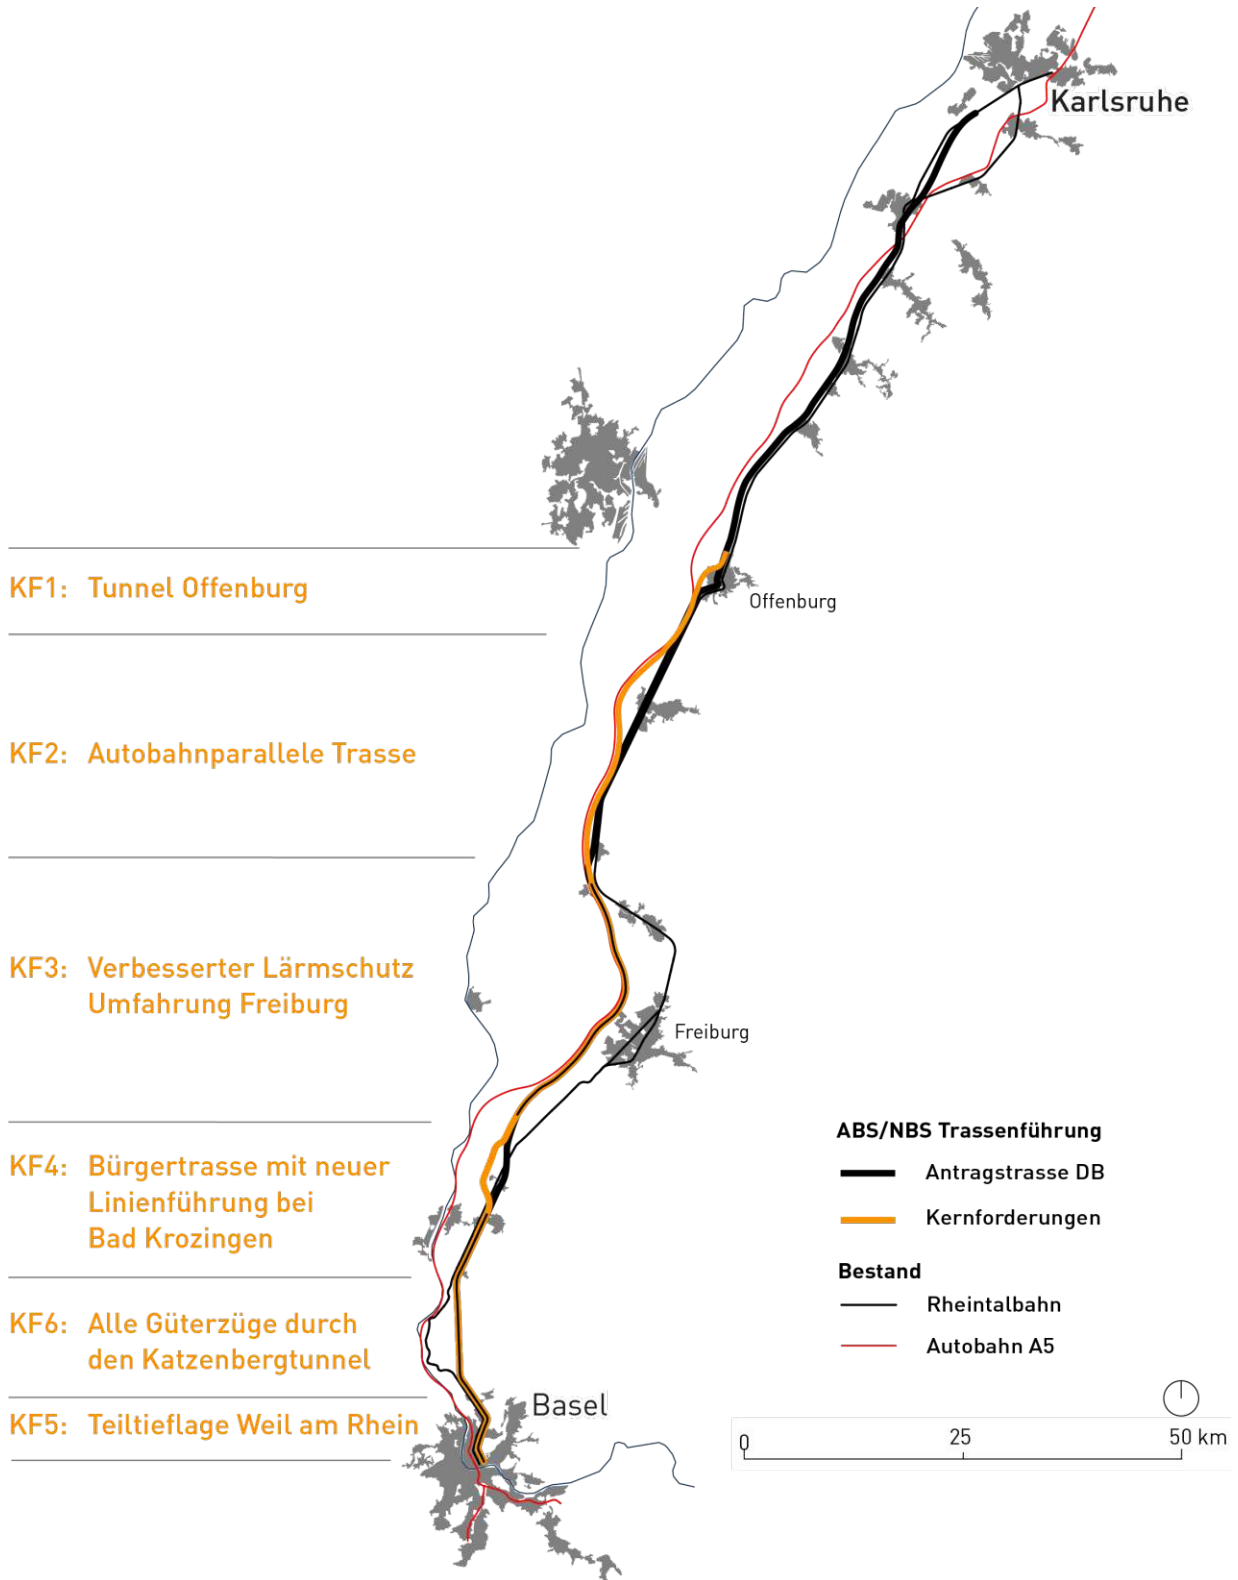 Karlsruhe
KF1: Tunnel Offenburg
Offenburg
KF2: Autobahnparallele Trasse
KF3: Verbesserter Lärmschutz
Umfahrung Freiburg
Freiburg
KF4: Bürgertrasse mit neuer
Linienführung bei
Bad Krozingen
KF6: Alle Güterzüge durch
den Katzenbergtunnel
KF5: Teiltieflage Weil am Rhein
Basel
ABS/NBS Trassenführung
Antragstrasse DB
Kernforderungen
Bestand
Rheintalbahn
Autobahn A5
0 25 50 km